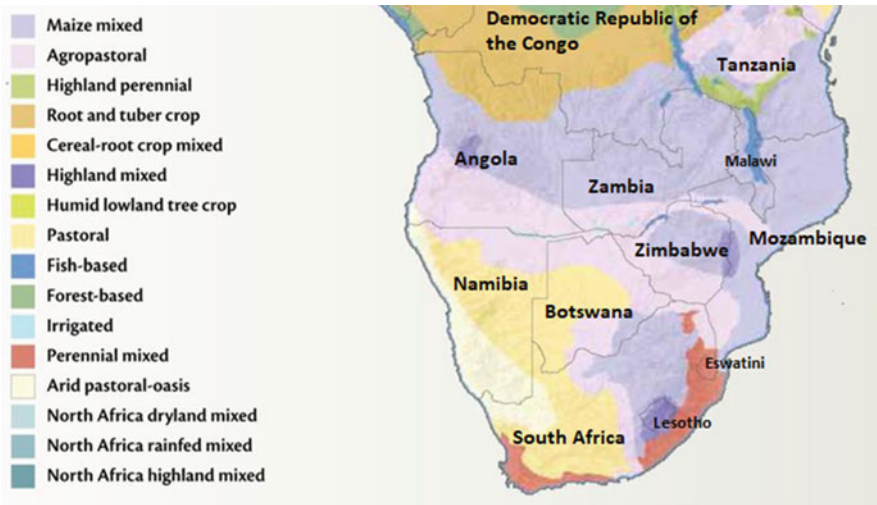 Maize mixed
Agropastoral
Highland perennial
Root and tuber crop
Cereal-root crop mixed
Highland mixed
Humid lowland tree crop
Pastoral
Fish-based
Forest-based
Irrigated
Perennial mixed
Arid pastoral-oasis
North Africa dryland mixed
North Africa rainfed mixed
North Africa highland mixed
Democratic Republic of
the Congo
Tanzania
Angola
Malawi
Zambia
Mozambique
Zimbabwe
Namibia
Botswana
Eswatini
Lesotho
South Africa